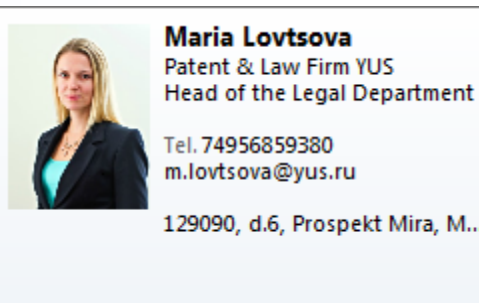 Maria Lovtsova
Patent & Law Firm YUS
Head of the Legal Department
Tel. 74956859380
m.lovtsova@yus.ru
129090, d.6, Prospekt Mira, M...